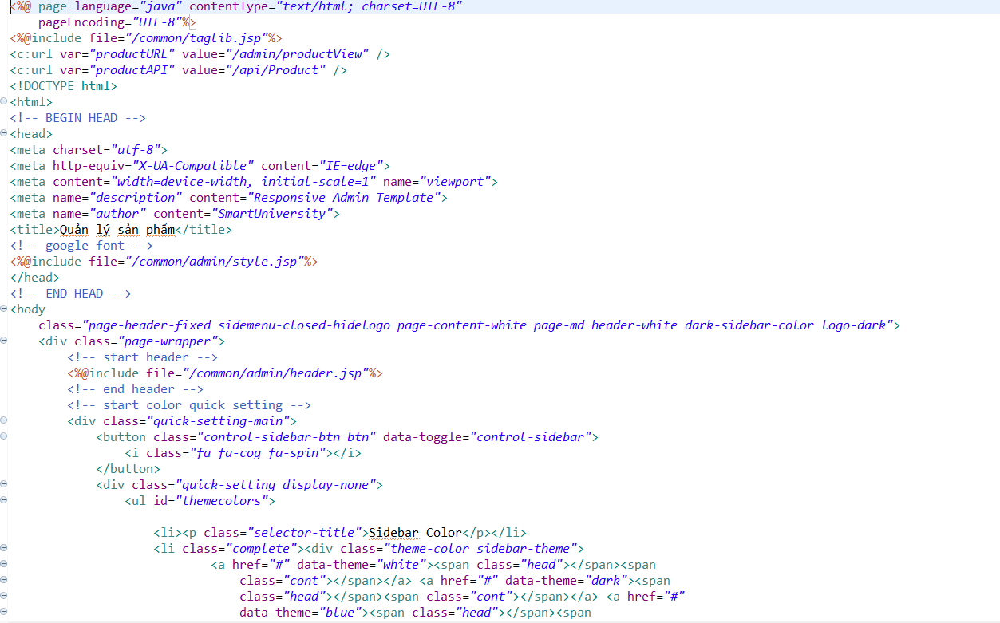 <%@ page language="java" contentType="text/html; charset=UTF-8"
    pageEncoding="UTF-8"%>
<%@include file="/common/taglib.jsp"%>
<c:url var="productURL" value="/admin/productView" />
<c:url var="productAPI" value="/api/Product" />
<!DOCTYPE html>
<html>
<!-- BEGIN HEAD -->
<head>
<meta charset="utf-8">
<meta http-equiv="X-UA-Compatible" content="IE=edge">
<meta content="width=device-width, initial-scale=1" name="viewport">
<meta name="description" content="Responsive Admin Template">
<meta name="author" content="SmartUniversity">
<title>Quản lý sản phẩm</title>
<!-- google font -->
<%@include file="/common/admin/style.jsp"%>
</head>
<!-- END HEAD -->
<body
    class="page-header-fixed sidemenu-closed-hidelogo page-content-white page-md header-white dark-sidebar-color logo-dark">
    <div class="page-wrapper">
        <!-- start header -->
        <%@include file="/common/admin/header.jsp"%>
        <!-- end header -->
        <!-- start color quick setting -->
        <div class="quick-setting-main">
            <button class="control-sidebar-btn btn" data-toggle="control-sidebar">
                <i class="fa fa-cog fa-spin"></i>
            </button>
            <div class="quick-setting display-none">
                <ul id="themecolors">
                    <li><p class="selector-title">Sidebar Color</p></li>
                    <li class="complete"><div class="theme-color sidebar-theme">
                            <a href="#" data-theme="white"><span class="head"></span><span
                                class="cont"></span></a> <a href="#" data-theme="dark"><span
                                class="head"></span><span class="cont"></span></a> <a href="#"
                                data-theme="blue"><span class="head"></span><span